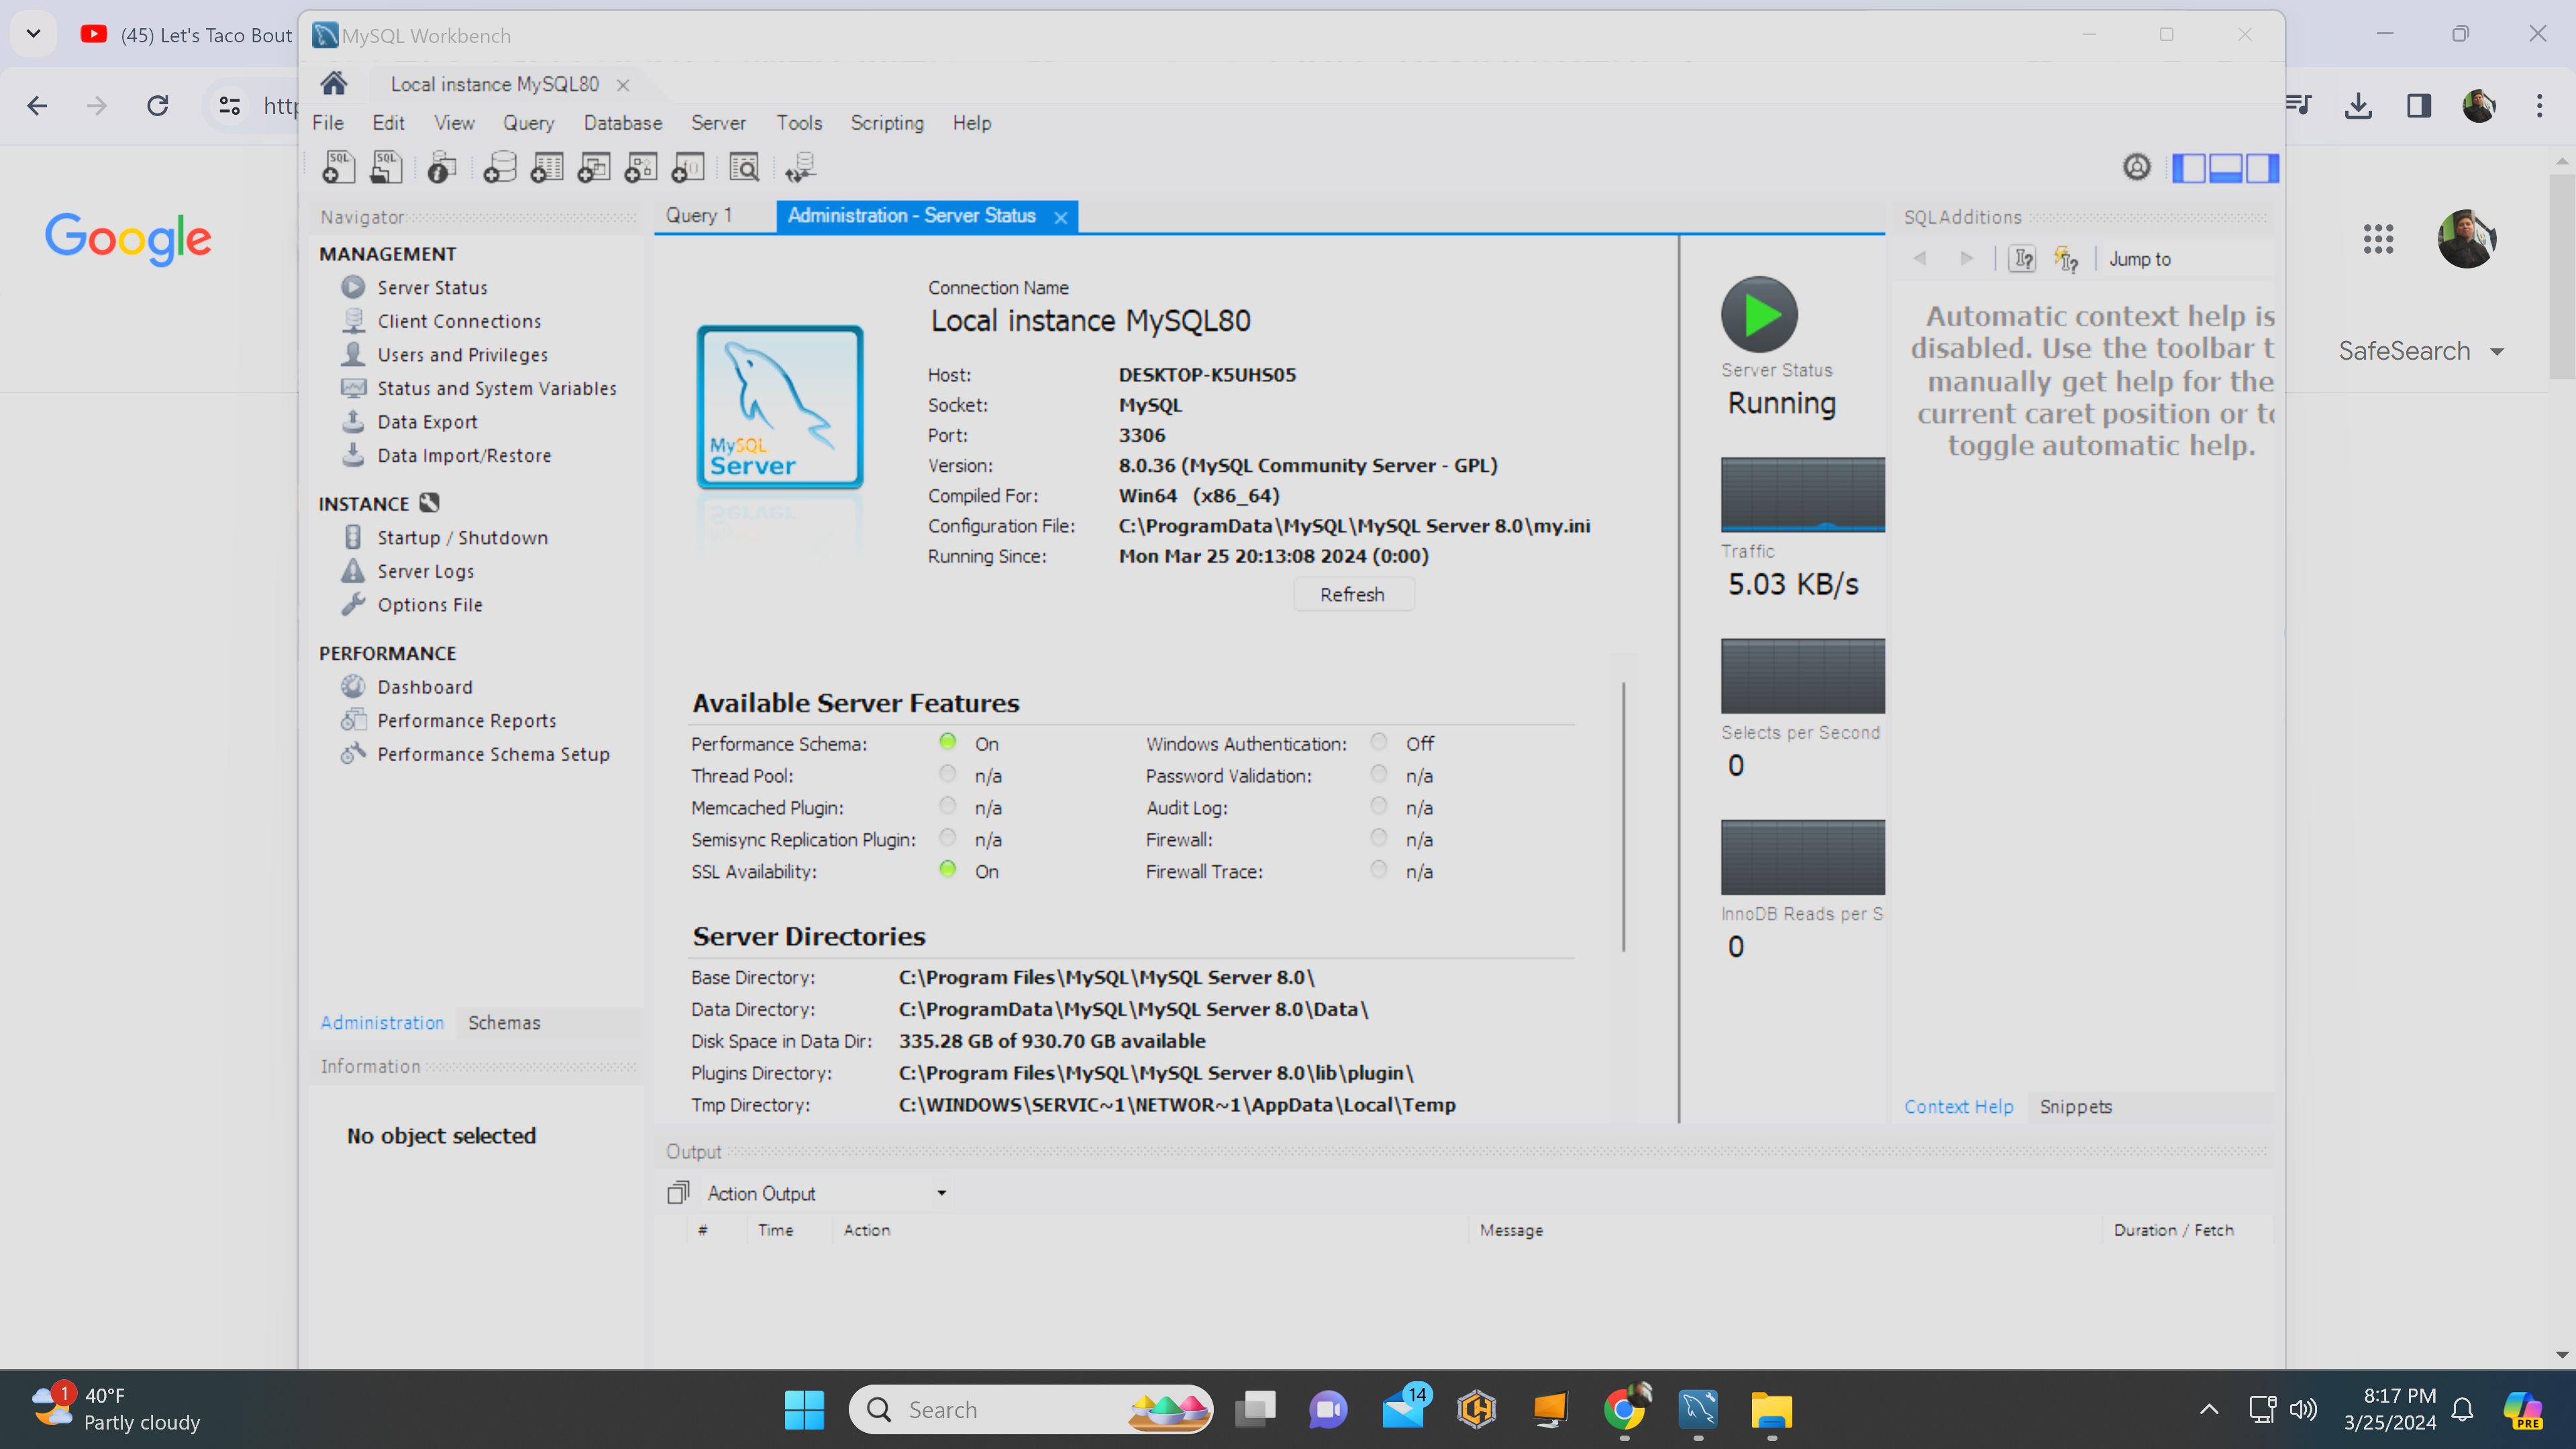 (45) Let's Taco Bout
MySQL Workbench
Local instance MySQL80
http
File Edit View Query Database Server Tools Scripting Help
Google
SafeSearch
Navigator
MANAGEMENT
Server Status
Client Connections
Users and Privileges
Status and System Variables
Data Export
Data Import/Restore
INSTANCE
Startup / Shutdown
Server Logs
Options File
PERFORMANCE
Dashboard
Performance Reports
Performance Schema Setup
Administration Schemas
Information
No object selected
Query 1 Administration - Server Status
MySQL
Server
Connection Name
Local instance MySQL80
Host: DESKTOP-K5UHS05
Socket: MySQL
Port: 3306
Version: 8.0.36 (MySQL Community Server - GPL)
Compiled For: Win64 (x86_64)
Configuration File: C:\ProgramData\MySQL\MySQL Server 8.0\my.ini
Running Since: Mon Mar 25 20:13:08 2024 (0:00)
Refresh
Available Server Features
Performance Schema: On Windows Authentication: Off
Thread Pool: n/a Password Validation: n/a
Memcached Plugin: n/a Audit Log: n/a
Semisync Replication Plugin: n/a Firewall: n/a
SSL Availability: On Firewall Trace: n/a
Server Directories
Base Directory: C:\Program Files\MySQL\MySQL Server 8.0\
Data Directory: C:\ProgramData\MySQL\MySQL Server 8.0\Data\
Disk Space in Data Dir: 335.28 GB of 930.70 GB available
Plugins Directory: C:\Program Files\MySQL\MySQL Server 8.0\lib\plugin\
Tmp Directory: C:\WINDOWS\SERVIC~1\NETWOR~1\AppData\Local\Temp
Server Status
Running
Traffic
5.03 KB/s
Selects per Second
0
InnoDB Reads per S
0
SQLAdditions
Jump to
Automatic context help is
disabled. Use the toolbar t
manually get help for the
current caret position or to
toggle automatic help.
Context Help Snippets
Output
Action Output
# Time Action Message Duration / Fetch
1
40°F
Partly cloudy
Search
14
8:17 PM
3/25/2024
PRE